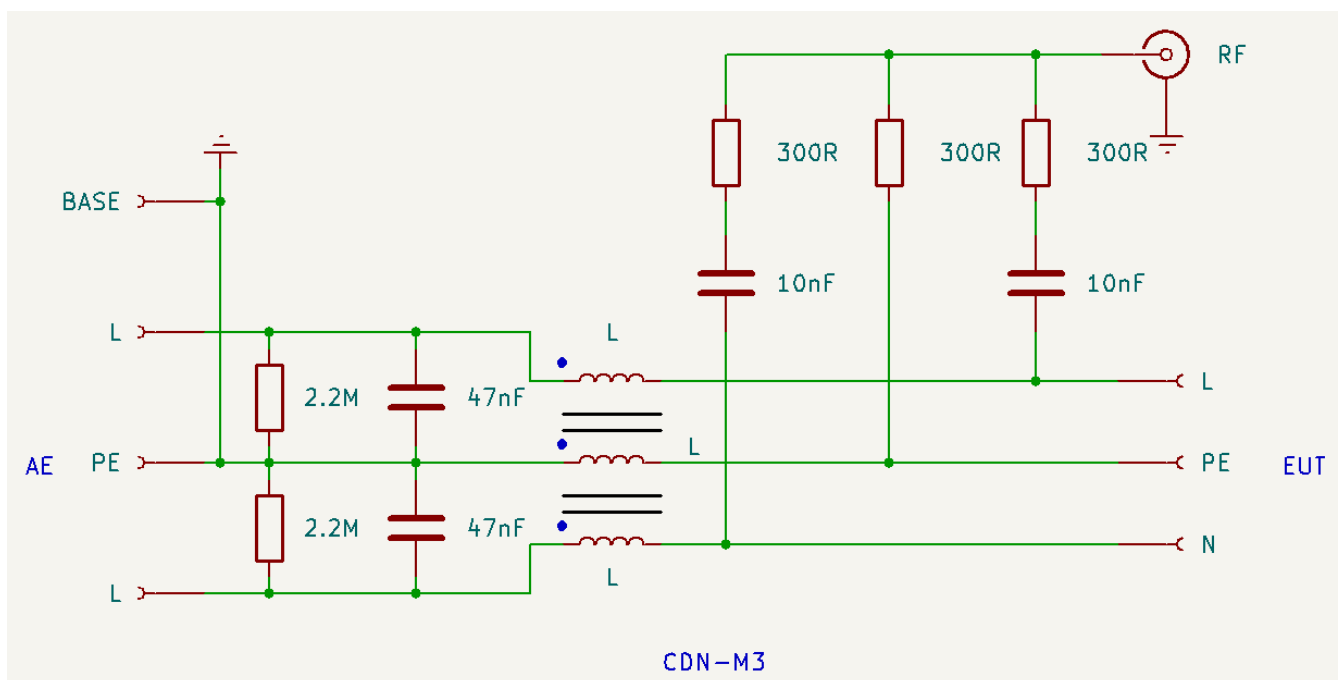 RF
300R
300R
300R
BASE
10nF
10nF
L
L
L
2.2M
47nF
L
AE
PE
PE
EUT
2.2M
47nF
N
L
L
CDN-M3